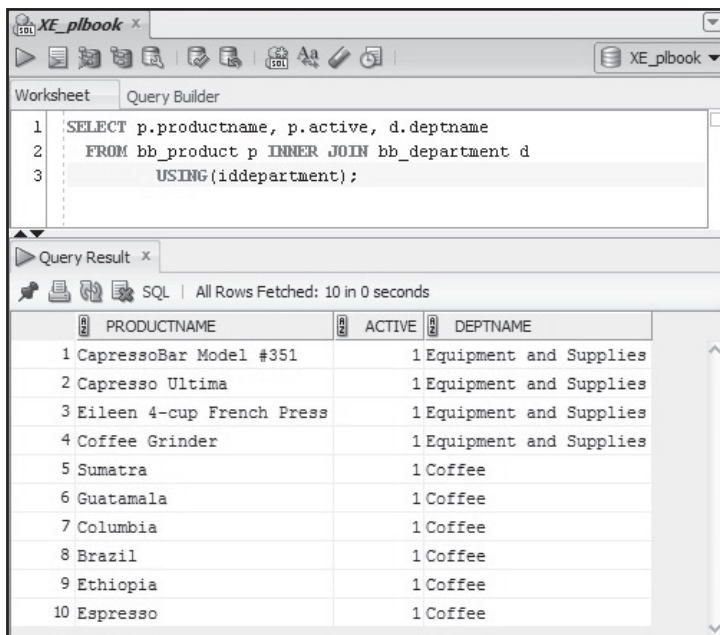 XE_plbook
XE_plbook
Worksheet Query Builder
1 SELECT p.productname, p.active, d.deptname
2 FROM bb_product p INNER JOIN bb_department d
3 USING(iddepartment);
Query Result
SQL | All Rows Fetched: 10 in 0 seconds
PRODUCTNAME ACTIVE DEPTNAME
1 CapressoBar Model #351 1 Equipment and Supplies
2 Capresso Ultima 1 Equipment and Supplies
3 Eileen 4-cup French Press 1 Equipment and Supplies
4 Coffee Grinder 1 Equipment and Supplies
5 Sumatra 1 Coffee
6 Guatamala 1 Coffee
7 Columbia 1 Coffee
8 Brazil 1 Coffee
9 Ethiopia 1 Coffee
10 Espresso 1 Coffee